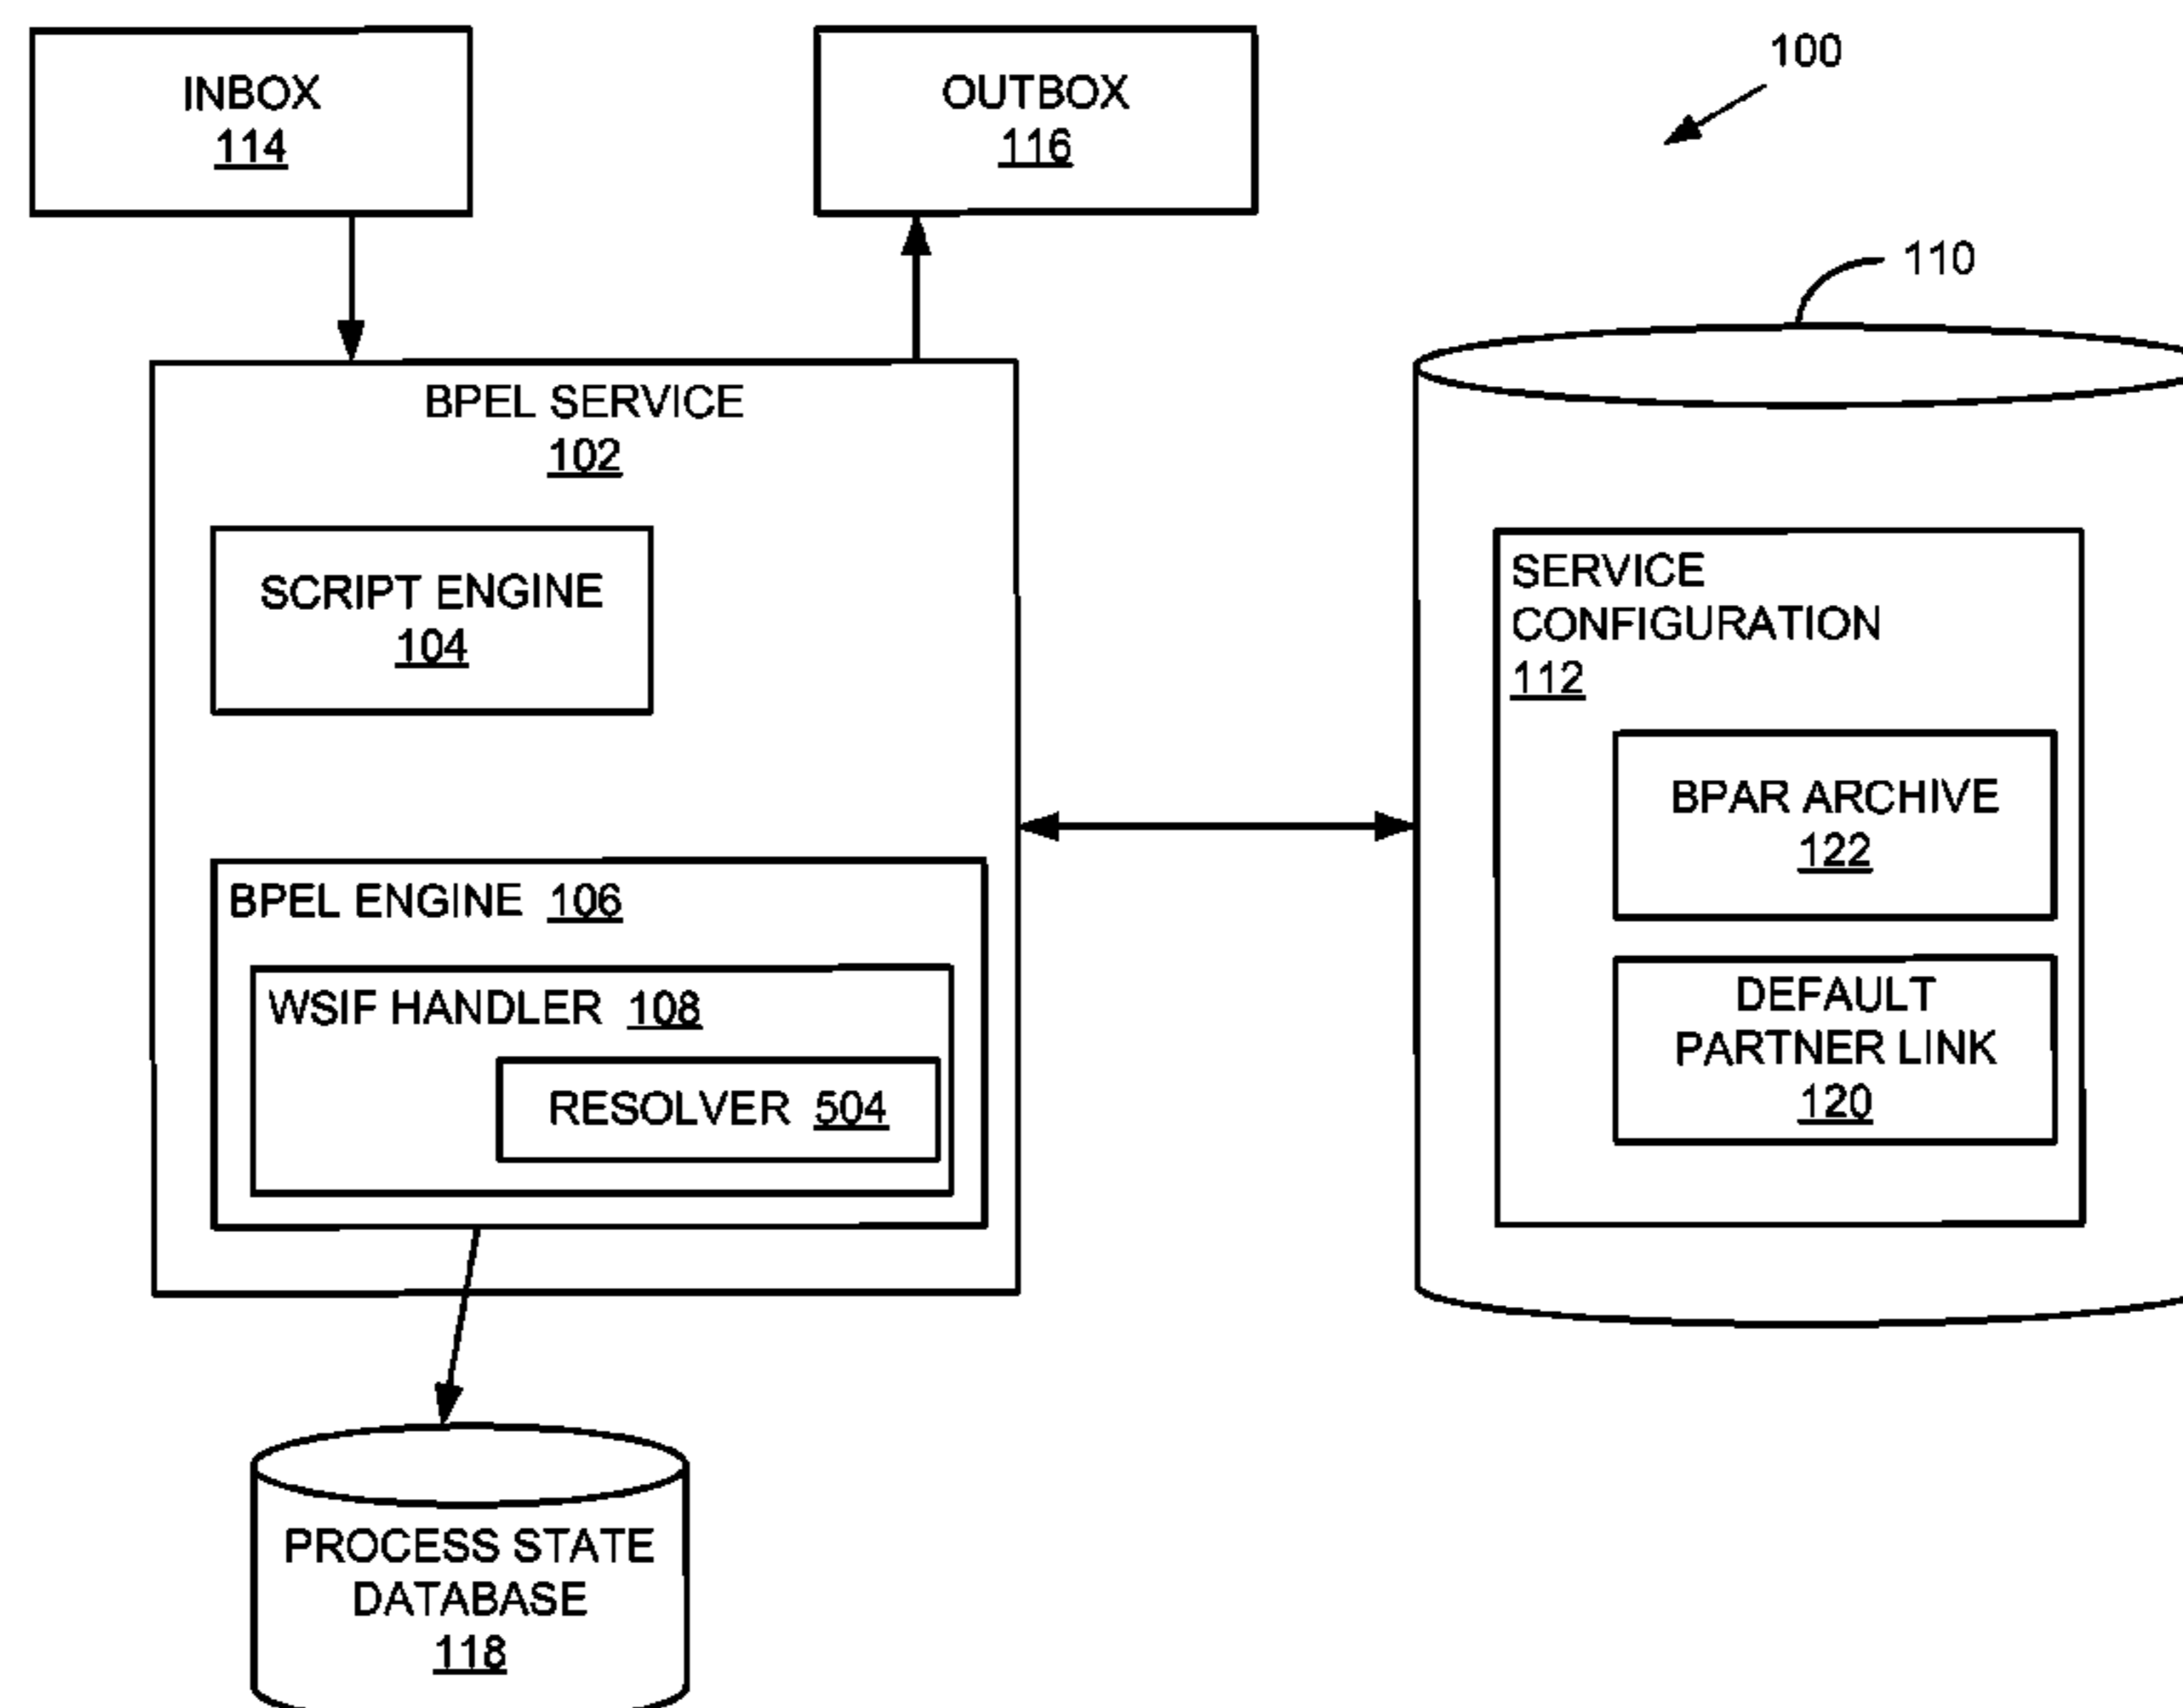 INBOX
114
OUTBOX
116
100
110
BPEL SERVICE
102
SCRIPT ENGINE
104
BPEL ENGINE 106
WSIF HANDLER 108
RESOLVER 504
SERVICE
CONFIGURATION
112
BPAR ARCHIVE
122
DEFAULT
PARTNER LINK
120
PROCESS STATE
DATABASE
118